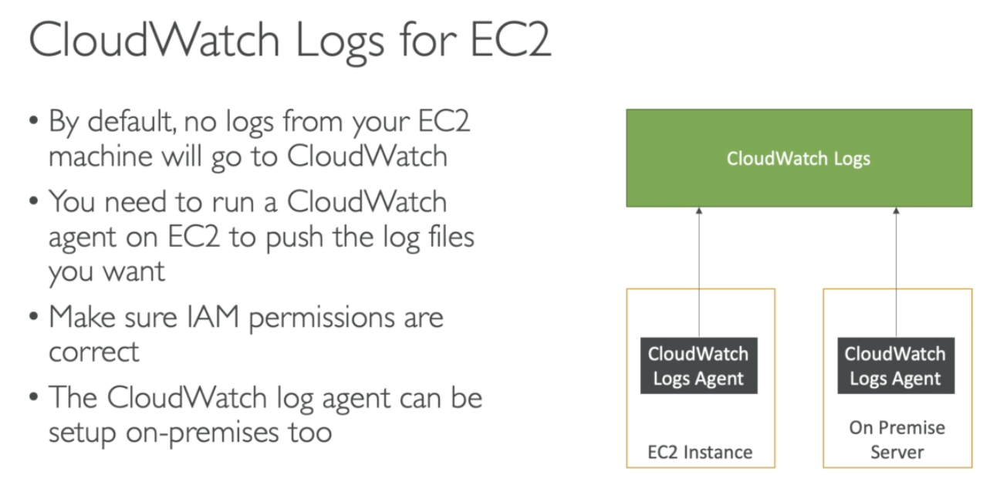 CloudWatch Logs for EC2
• By default, no logs from your EC2
machine will go to CloudWatch
• You need to run a CloudWatch
agent on EC2 to push the log files
you want
• Make sure IAM permissions are
correct
• The CloudWatch log agent can be
setup on-premises too
CloudWatch Logs
CloudWatch
Logs Agent
EC2 Instance
CloudWatch
Logs Agent
On Premise
Server